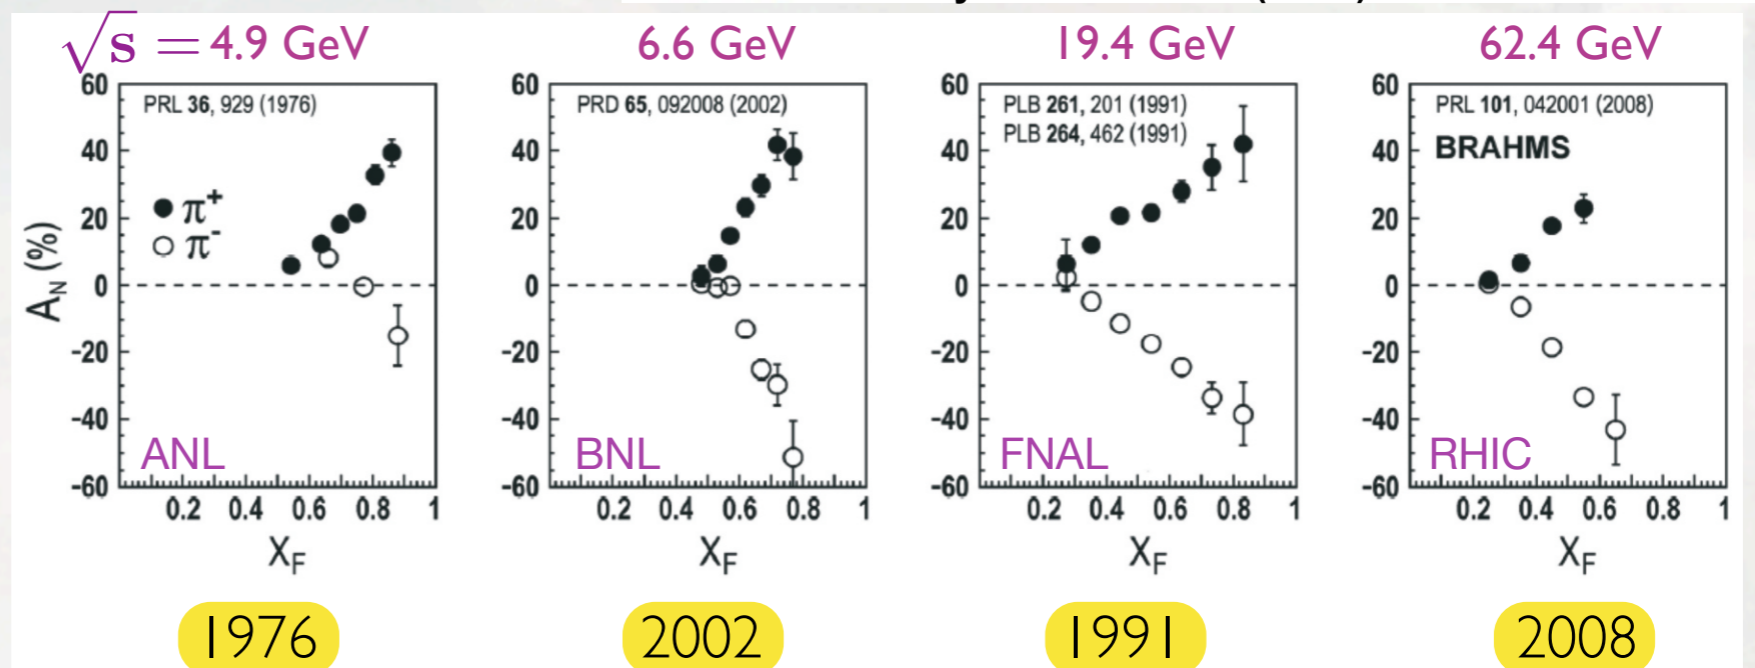 √s = 4.9 GeV
6.6 GeV
19.4 GeV
62.4 GeV
60
40
20
0
-20
-40
-60
A_N (%)
PRL 36, 929 (1976)
π+
π-
ANL
0.2 0.4 0.6 0.8 1
X_F
1976
60
40
20
0
-20
-40
-60
PRD 65, 092008 (2002)
BNL
0.2 0.4 0.6 0.8 1
X_F
2002
60
40
20
0
-20
-40
-60
PLB 261, 201 (1991)
PLB 264, 462 (1991)
FNAL
0.2 0.4 0.6 0.8 1
X_F
1991
60
40
20
0
-20
-40
-60
PRL 101, 042001 (2008)
BRAHMS
RHIC
0.2 0.4 0.6 0.8 1
X_F
2008